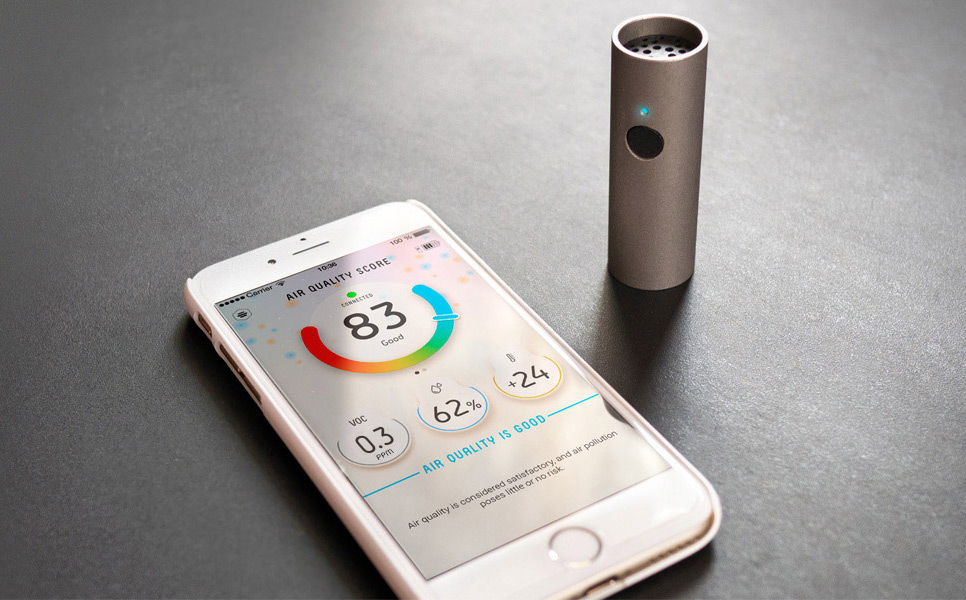 Carrier 10:36 100 %
AIR QUALITY SCORE
CONNECTED
83
Good
VOC
0.3
PPM
62%
+24
AIR QUALITY IS GOOD
Air quality is considered satisfactory, and air pollution
poses little or no risk.